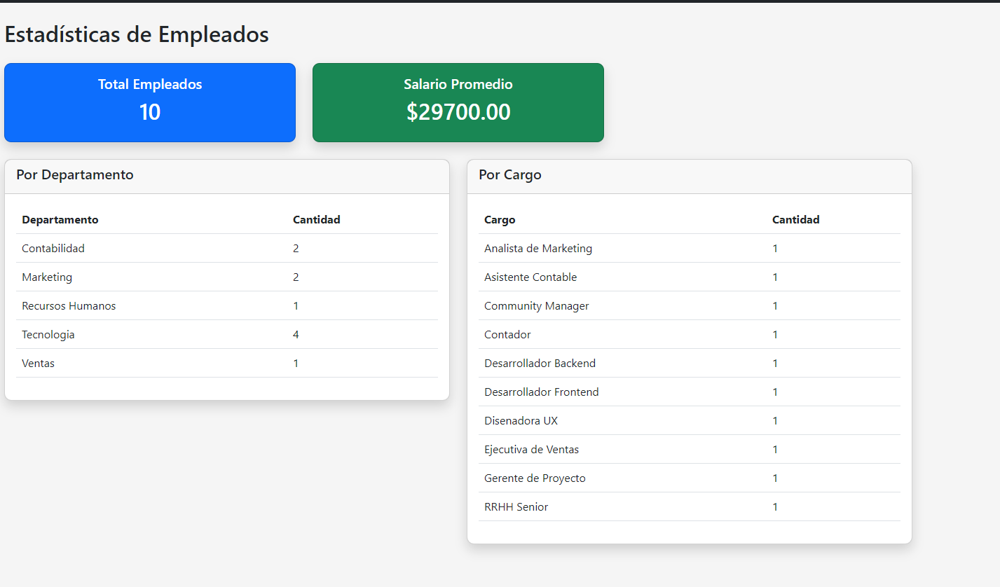 Estadísticas de Empleados
Total Empleados
10
Salario Promedio
$29700.00
Por Departamento
Departamento Cantidad
Contabilidad 2
Marketing 2
Recursos Humanos 1
Tecnologia 4
Ventas 1
Por Cargo
Cargo Cantidad
Analista de Marketing 1
Asistente Contable 1
Community Manager 1
Contador 1
Desarrollador Backend 1
Desarrollador Frontend 1
Disenadora UX 1
Ejecutiva de Ventas 1
Gerente de Proyecto 1
RRHH Senior 1